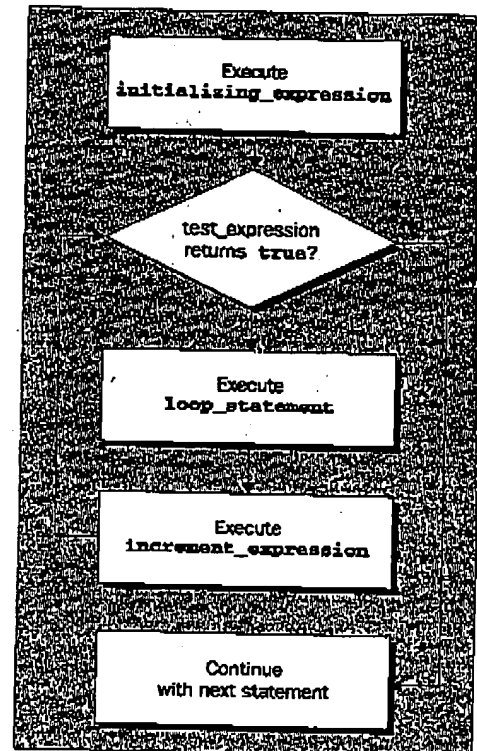 Execute
initializing_expression
test_expression
returns true?
Execute
loop_statement
Execute
increment_expression
Continue
with next statement